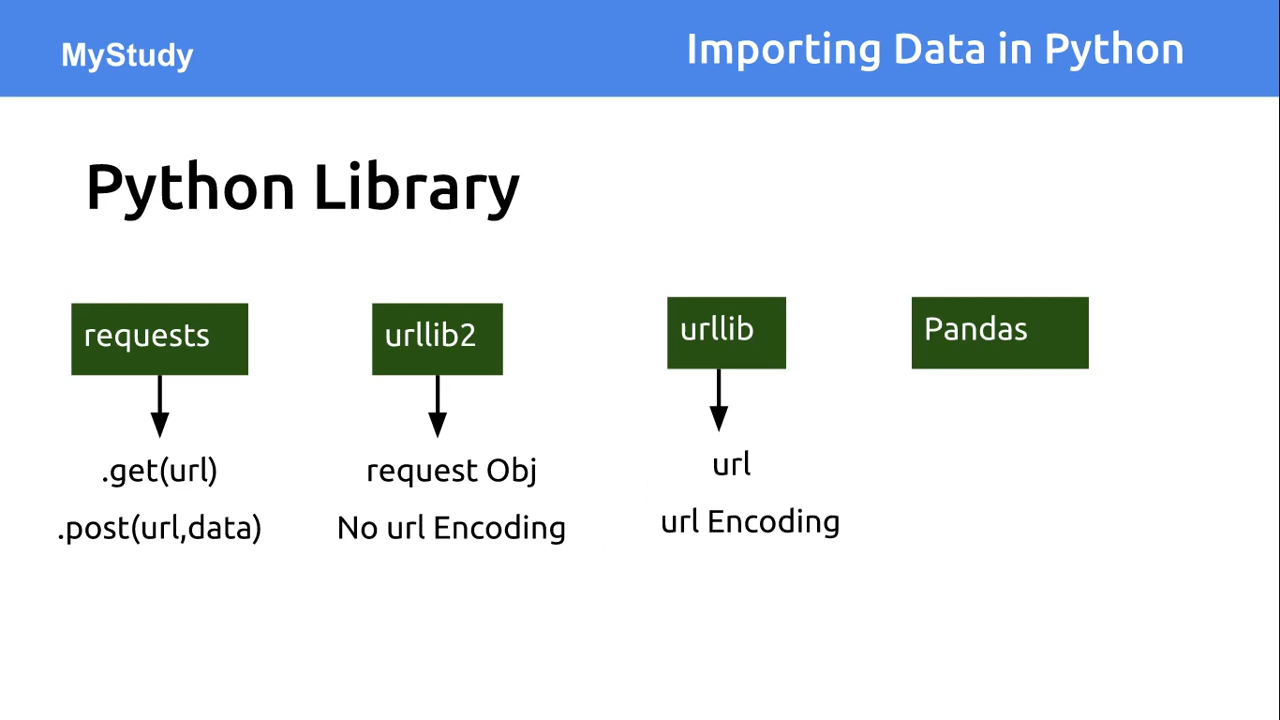 MyStudy
Importing Data in Python
Python Library
requests
urllib2
urllib
Pandas
.get(url)
request Obj
url
.post(url,data)
No url Encoding
url Encoding